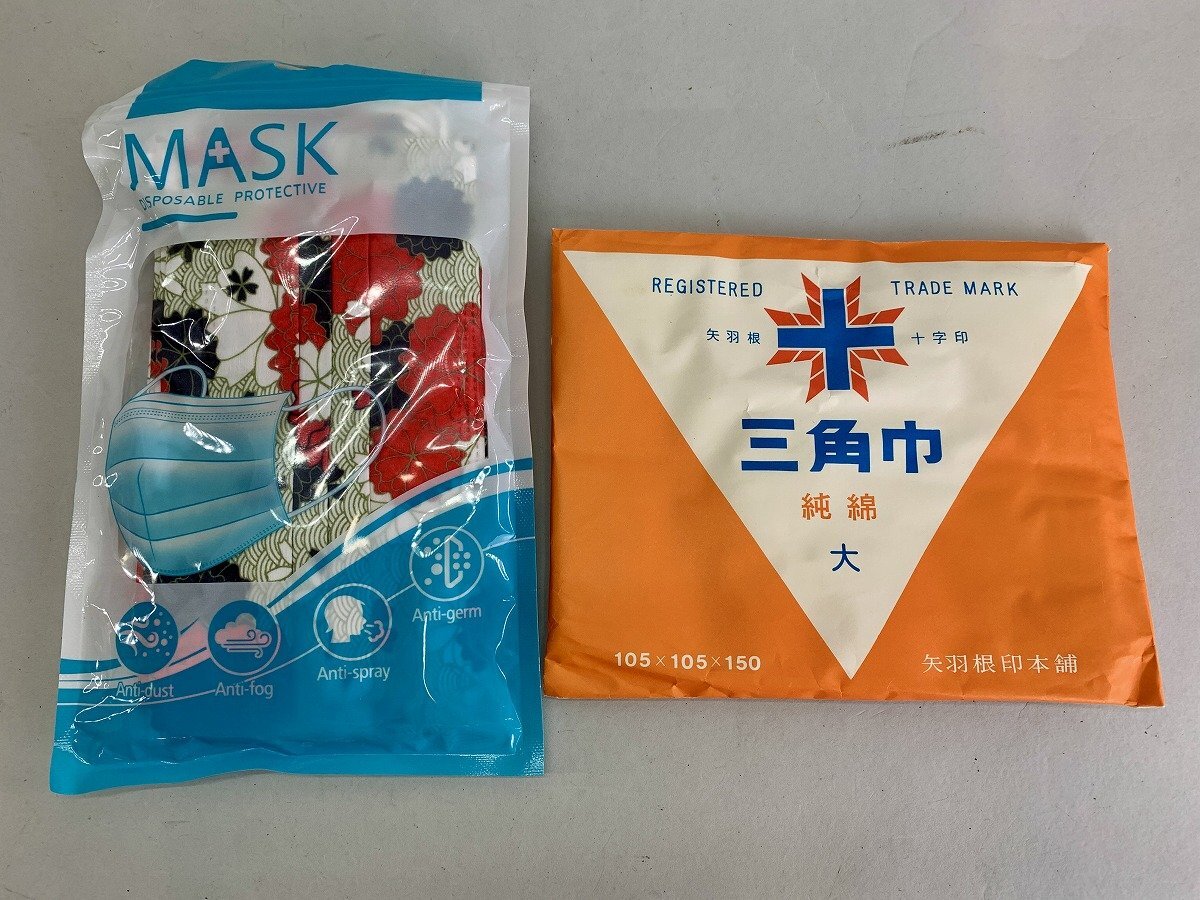 MASK
DISPOSABLE PROTECTIVE
Anti-dust
Anti-fog
Anti-spray
Anti-germ
REGISTERED TRADE MARK
矢羽根 十字印
三角巾
純綿
大
105×105×150
矢羽根印本舗